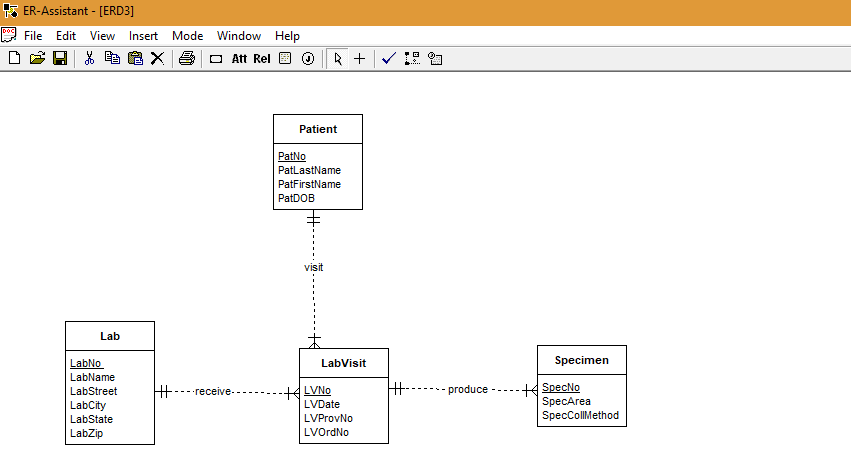 ER-Assistant - [ERD3]
DOC File Edit View Insert Mode Window Help
Att Rel J
Patient
PatNo
PatLastName
PatFirstName
PatDOB
visit
Lab
LabNo
LabName
LabStreet
LabCity
LabState
LabZip
receive
LabVisit
LVNo
LVDate
LVProvNo
LVOrdNo
produce
Specimen
SpecNo
SpecArea
SpecCollMethod